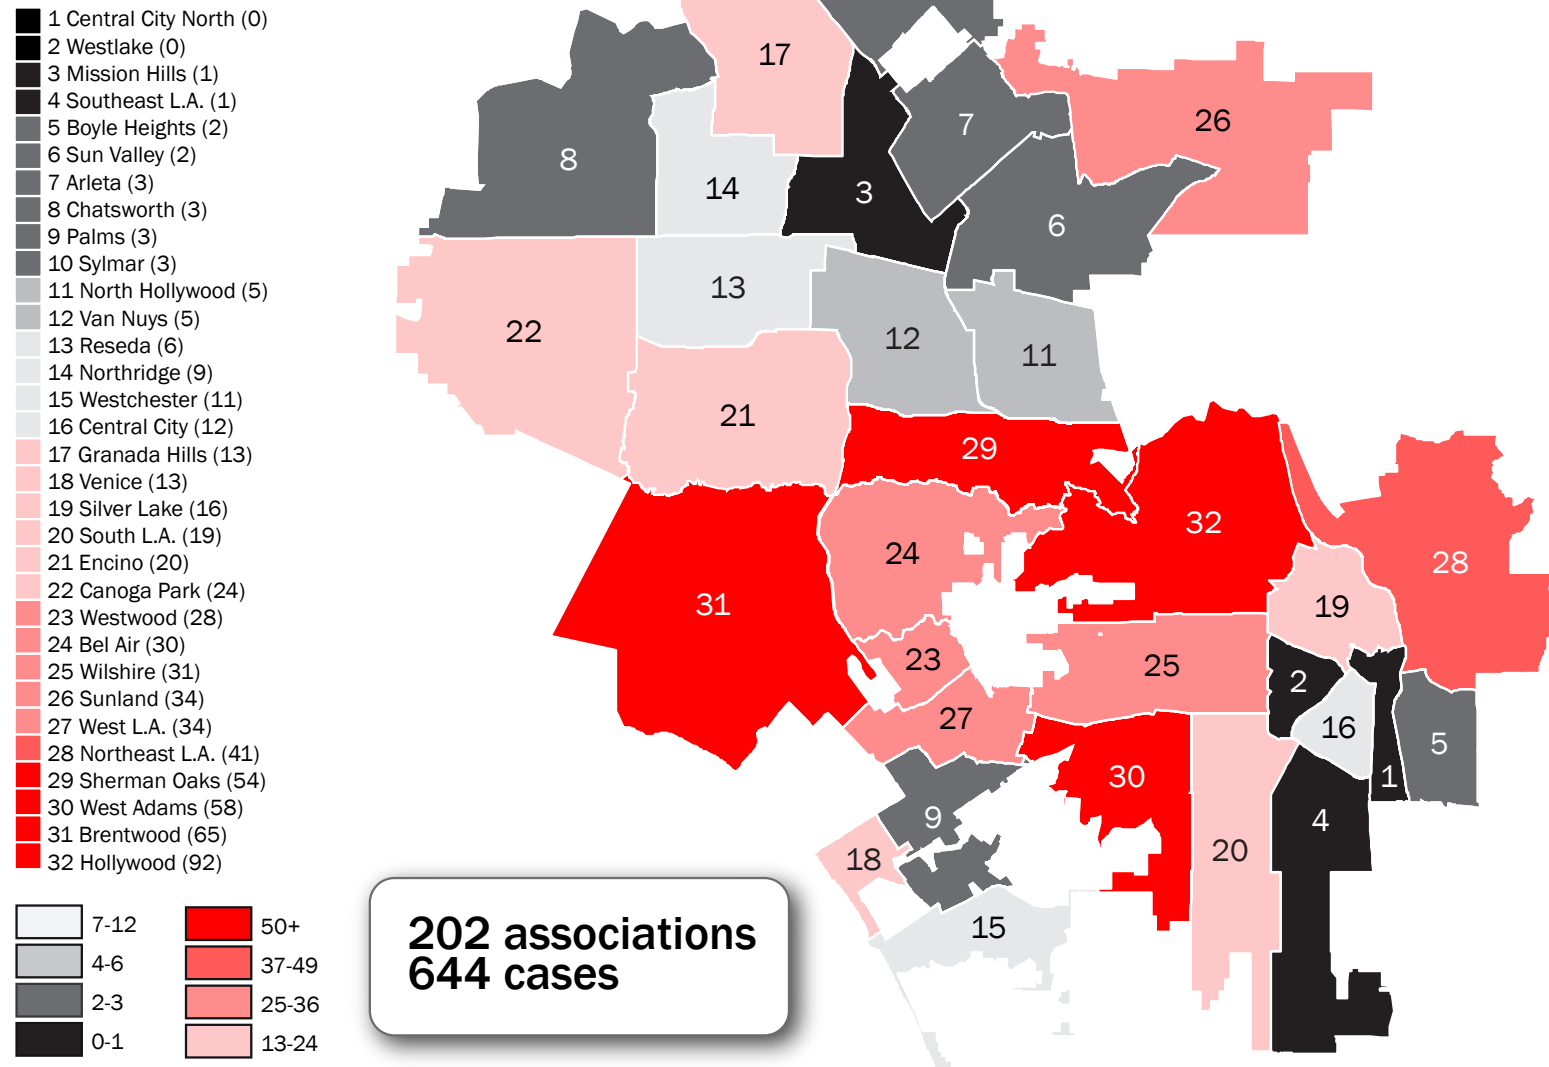 1 Central City North (0)
2 Westlake (0)
3 Mission Hills (1)
4 Southeast L.A. (1)
5 Boyle Heights (2)
6 Sun Valley (2)
7 Arleta (3)
8 Chatsworth (3)
9 Palms (3)
10 Sylmar (3)
11 North Hollywood (5)
12 Van Nuys (5)
13 Reseda (6)
14 Northridge (9)
15 Westchester (11)
16 Central City (12)
17 Granada Hills (13)
18 Venice (13)
19 Silver Lake (16)
20 South L.A. (19)
21 Encino (20)
22 Canoga Park (24)
23 Westwood (28)
24 Bel Air (30)
25 Wilshire (31)
26 Sunland (34)
27 West L.A. (34)
28 Northeast L.A. (41)
29 Sherman Oaks (54)
30 West Adams (58)
31 Brentwood (65)
32 Hollywood (92)
7-12
4-6
2-3
0-1
50+
37-49
25-36
13-24
202 associations
644 cases
17
26
7
8
14
3
6
13
22
12
11
21
29
32
24
28
31
19
23
25
2
27
16
5
30
1
9
4
18
20
15